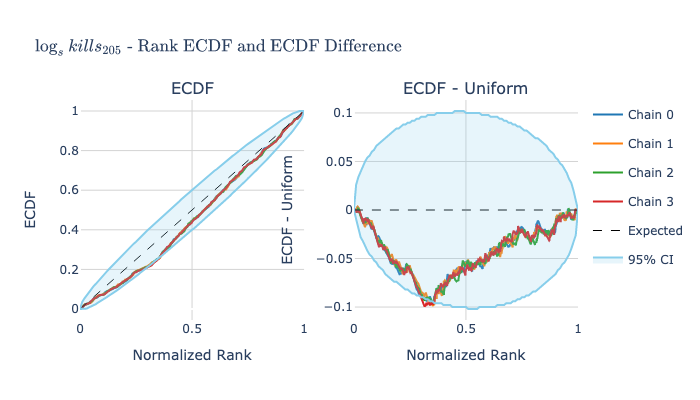 log_s kills_205 - Rank ECDF and ECDF Difference
ECDF
ECDF - Uniform
1
0.8
0.6
0.4
0.2
0
ECDF
0
0.5
1
Normalized Rank
0.1
0.05
0
−0.05
−0.1
ECDF - Uniform
0
0.5
1
Normalized Rank
Chain 0
Chain 1
Chain 2
Chain 3
Expected
95% CI